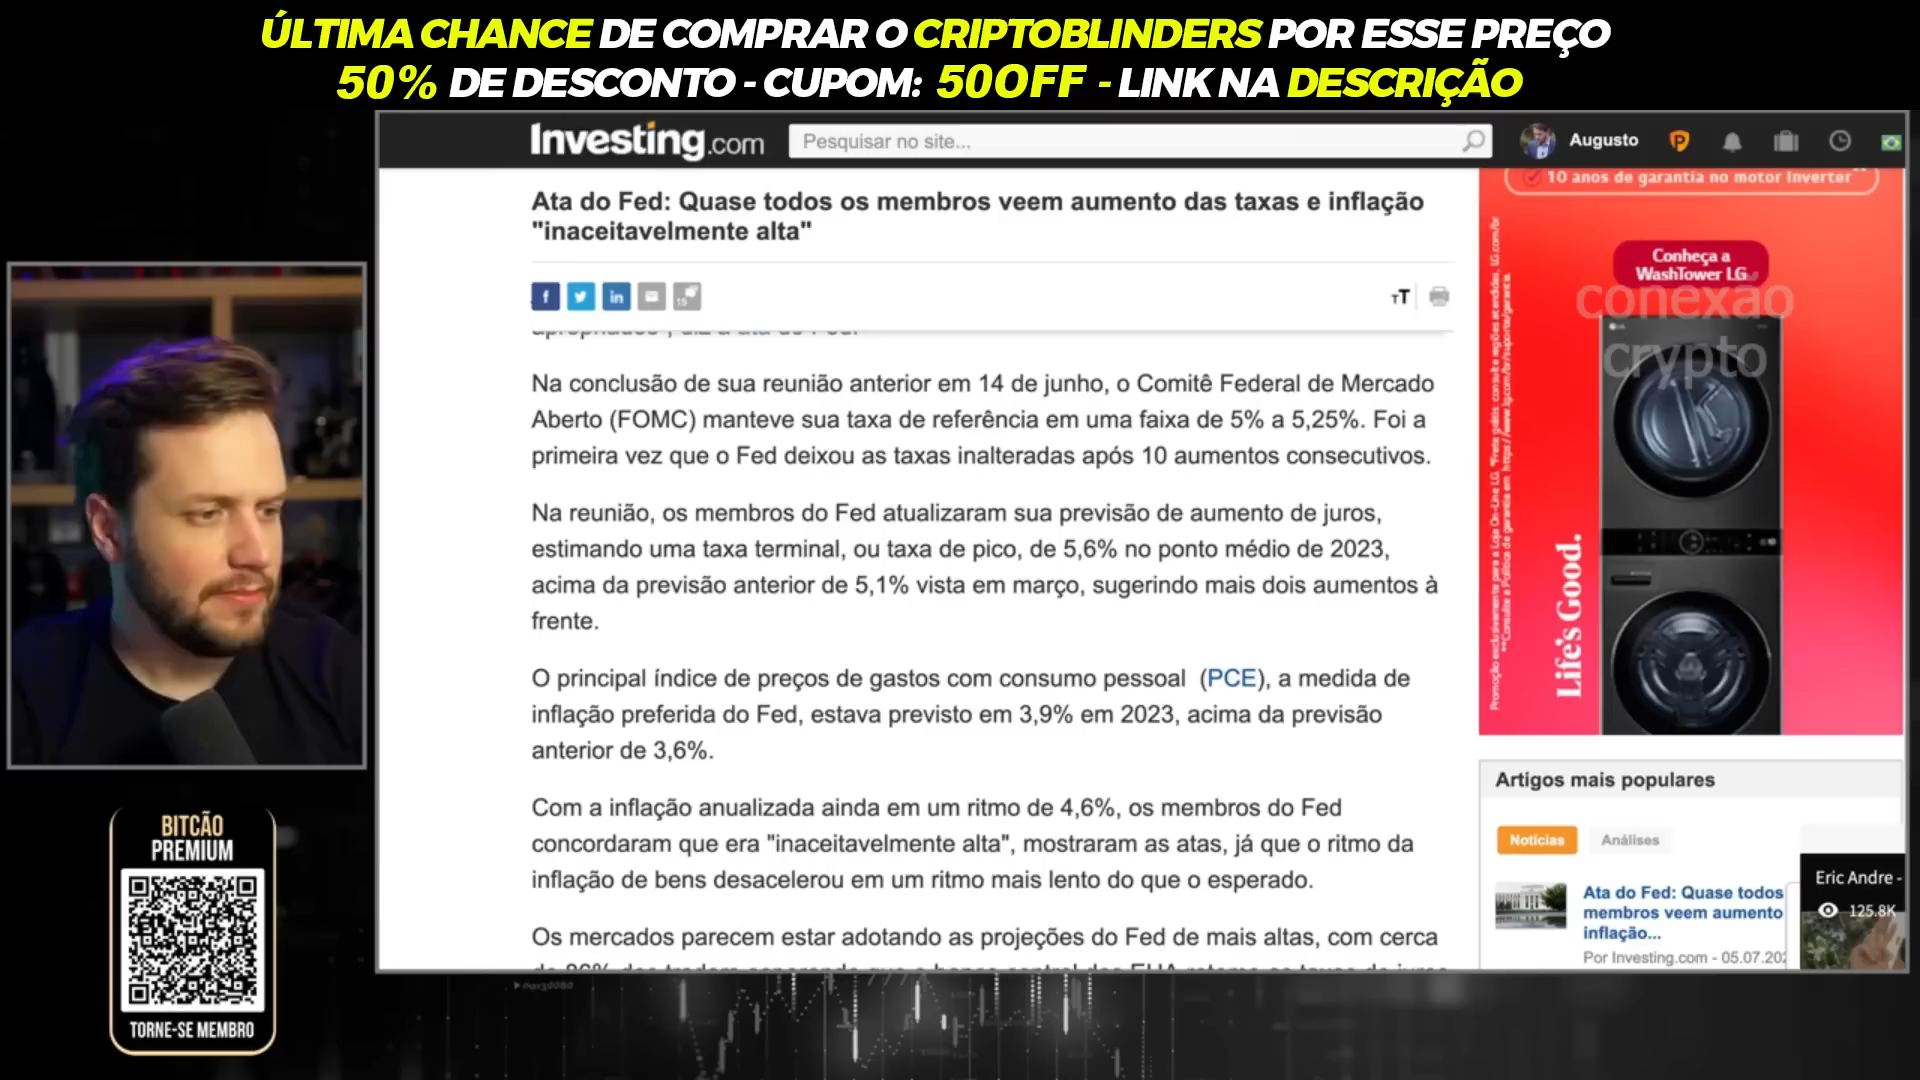 ÚLTIMA CHANCE DE COMPRAR O CRIPTOBLINDERS POR ESSE PREÇO
50% DE DESCONTO - CUPOM: 50OFF - LINK NA DESCRIÇÃO
Investing.com
Pesquisar no site...
Augusto
Ata do Fed: Quase todos os membros veem aumento das taxas e inflação
"inaceitavelmente alta"
15
TT
Na conclusão de sua reunião anterior em 14 de junho, o Comitê Federal de Mercado
Aberto (FOMC) manteve sua taxa de referência em uma faixa de 5% a 5,25%. Foi a
primeira vez que o Fed deixou as taxas inalteradas após 10 aumentos consecutivos.
Na reunião, os membros do Fed atualizaram sua previsão de aumento de juros,
estimando uma taxa terminal, ou taxa de pico, de 5,6% no ponto médio de 2023,
acima da previsão anterior de 5,1% vista em março, sugerindo mais dois aumentos à
frente.
O principal índice de preços de gastos com consumo pessoal (PCE), a medida de
inflação preferida do Fed, estava previsto em 3,9% em 2023, acima da previsão
anterior de 3,6%.
Com a inflação anualizada ainda em um ritmo de 4,6%, os membros do Fed
concordaram que era "inaceitavelmente alta", mostraram as atas, já que o ritmo da
inflação de bens desacelerou em um ritmo mais lento do que o esperado.
Os mercados parecem estar adotando as projeções do Fed de mais altas, com cerca
10 anos de garantia no motor Inverter
Conheça a
WashTower LG
conexão
crypto
Life's Good.
Artigos mais populares
Notícias
Análises
Ata do Fed: Quase todos
membros veem aumento
inflação...
Por Investing.com - 05.07.202
Eric Andre -
125.8K
BITCÃO
PREMIUM
TORNE-SE MEMBRO